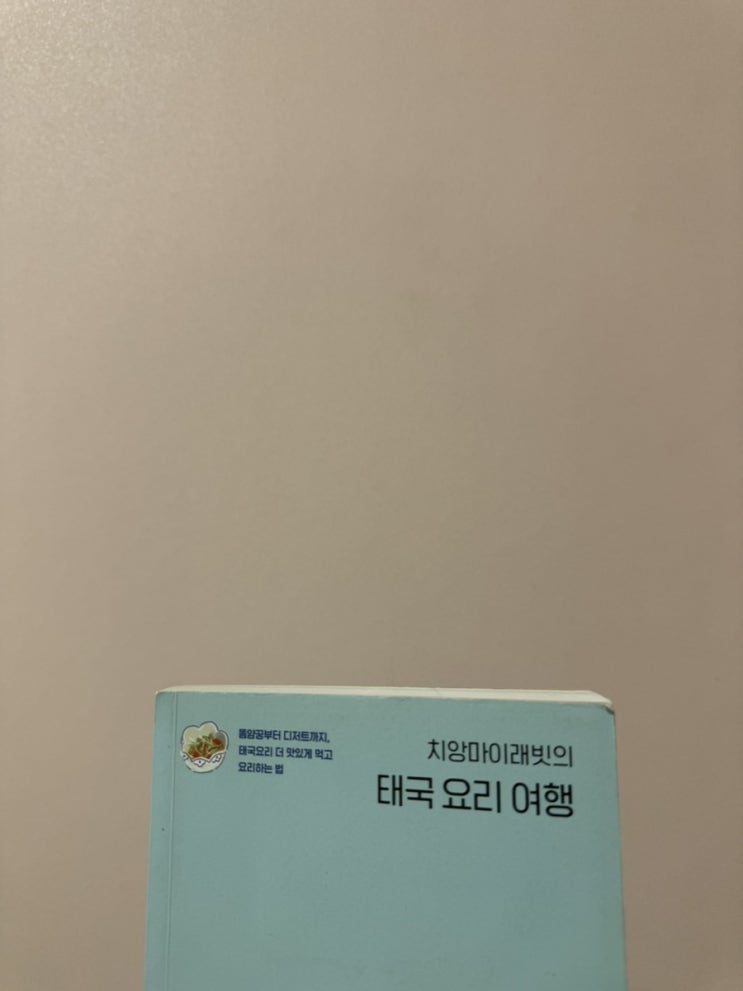 똠얌꿍부터 디저트까지,
태국요리 더 맛있게 먹고
요리하는 법
치앙마이래빗의
태국 요리 여행